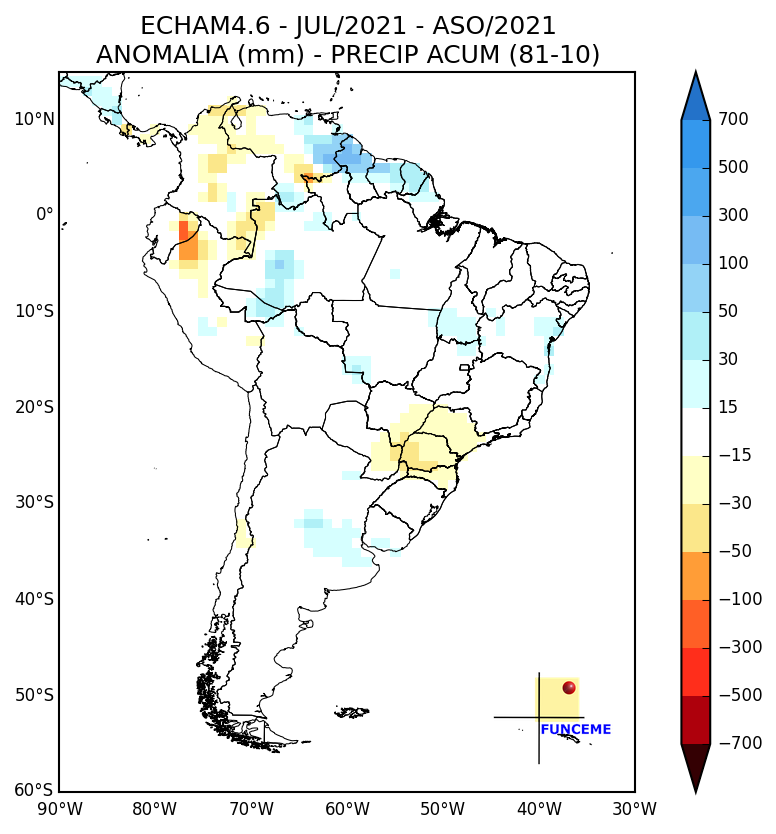 ECHAM4.6 - JUL/2021 - ASO/2021
ANOMALIA (mm) - PRECIP ACUM (81-10)
10°N
0°
10°S
20°S
30°S
40°S
50°S
60°S
90°W 80°W 70°W 60°W 50°W 40°W 30°W
700
500
300
100
50
30
15
−15
−30
−50
−100
−300
−500
−700
FUNCEME